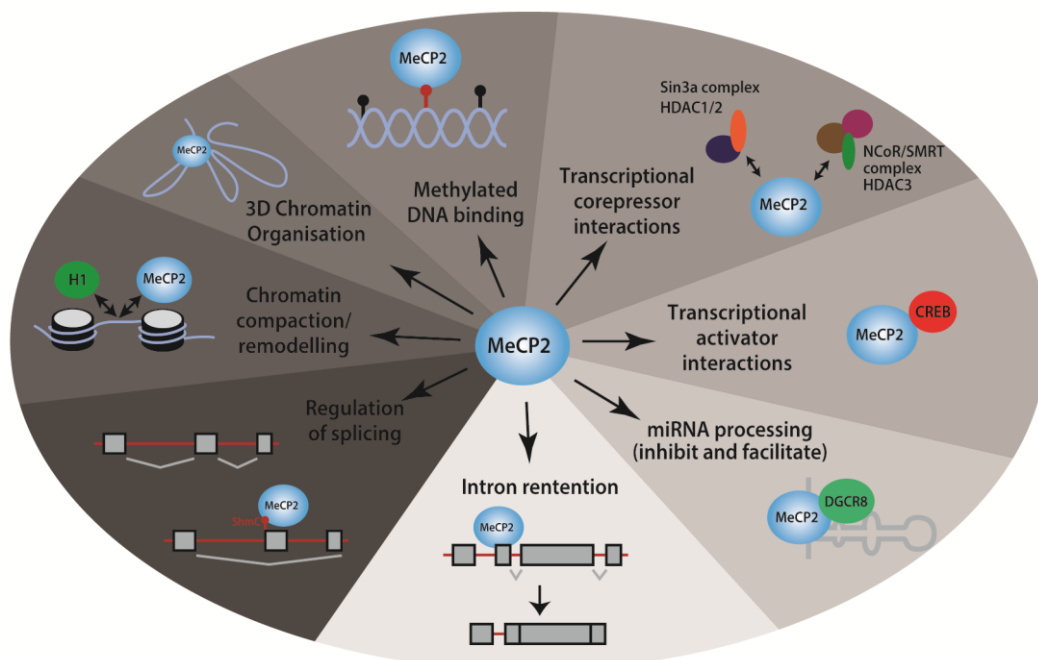 MeCP2
Sin3a complex
HDAC1/2
MeCP2
NCoR/SMRT
complex
HDAC3
MeCP2
Methylated
DNA binding
Transcriptional
corepressor
interactions
3D Chromatin
Organisation
H1
MeCP2
Chromatin
compaction/
remodelling
MeCP2
Transcriptional
activator
interactions
MeCP2
CREB
Regulation
of splicing
miRNA processing
(inhibit and facilitate)
Intron rentention
MeCP2
5hmC
MeCP2
MeCP2
DGCR8